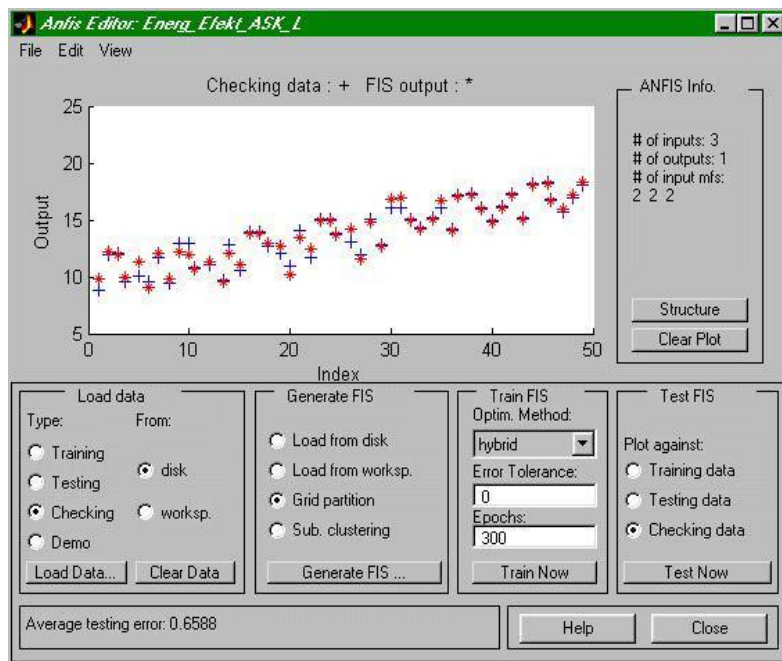 Anfis Editor: Energ_Efekt_ASK_L
File Edit View
Checking data : + FIS output : *
25
20
15
10
5
Output
0 10 20 30 40 50
Index
ANFIS Info.
# of inputs: 3
# of outputs: 1
# of input mfs:
2 2 2
Structure
Clear Plot
Load data
Type: From:
Training
disk
Testing
Checking
worksp.
Demo
Load Data... Clear Data
Generate FIS
Load from disk
Load from worksp.
Grid partition
Sub. clustering
Generate FIS ...
Train FIS
Optim. Method:
hybrid
Error Tolerance:
0
Epochs:
300
Train Now
Test FIS
Plot against:
Training data
Testing data
Checking data
Test Now
Average testing error: 0.6588
Help Close